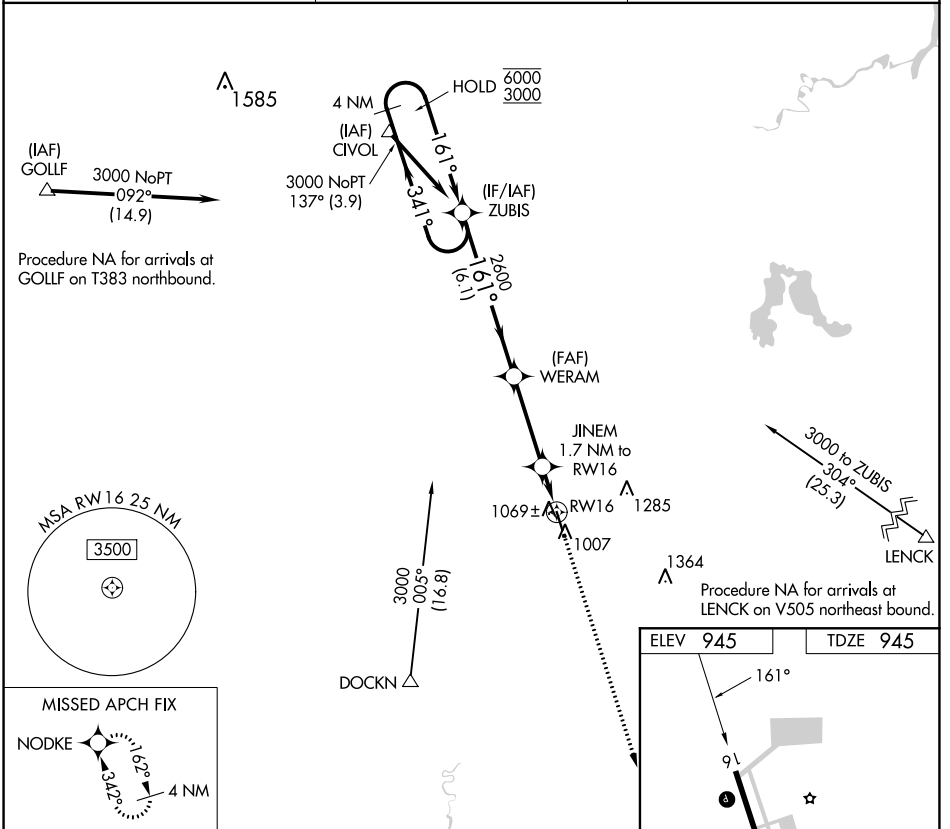 1585
4 NM
HOLD 6000
3000
(IAF)
CIVOL
161°
341°
3000 NoPT
137° (3.9)
(IF/IAF)
ZUBIS
(IAF)
GOLLF
3000 NoPT
092°
(14.9)
Procedure NA for arrivals at
GOLLF on T383 northbound.
2600
161°
(6.1)
(FAF)
WERAM
JINEM
1.7 NM to
RW16
1069±
RW16
1285
1007
1364
3000 to ZUBIS
304°
(25.3)
LENCK
Procedure NA for arrivals at
LENCK on V505 northeast bound.
MSA RW16 25 NM
3500
3000
005°
(16.8)
DOCKN
MISSED APCH FIX
NODKE
162°
342°
4 NM
ELEV 945
TDZE 945
161°
16
P